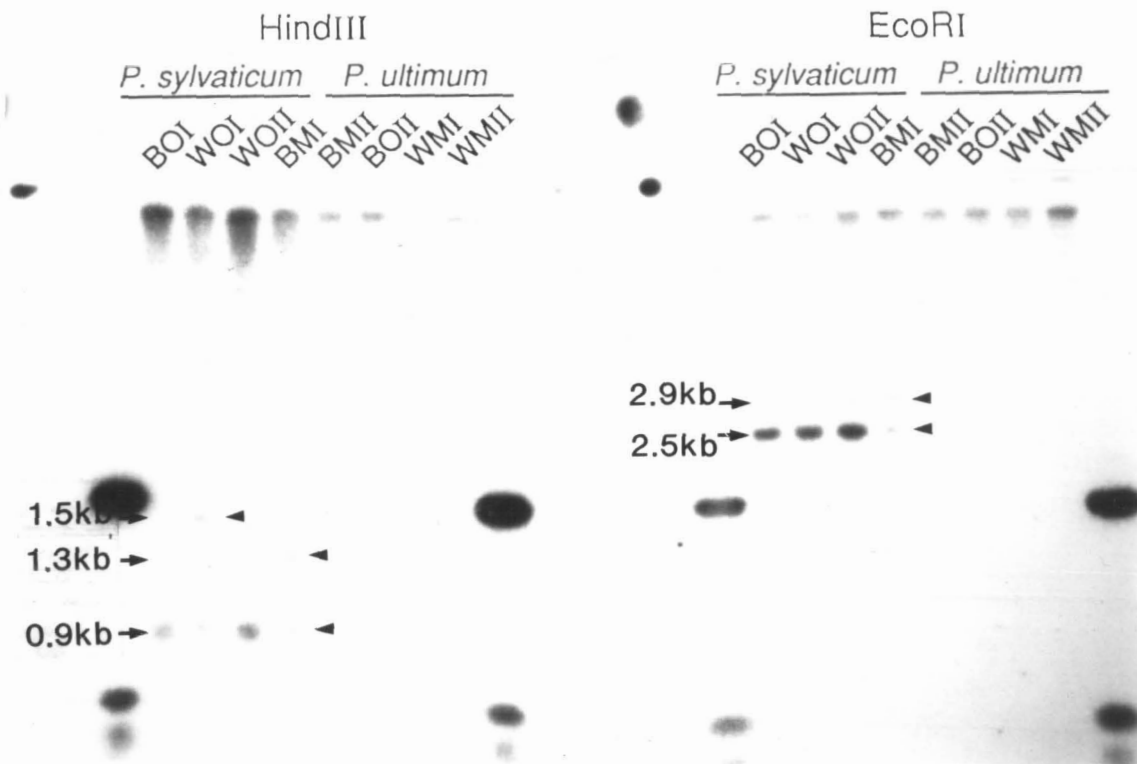 HindIII
EcoRI
P. sylvaticum P. ultimum
P. sylvaticum P. ultimum
BOI WOI WOII BMI BMII BOII WMI WMII
BOI WOI WOII BMI BMII BOII WMI WMII
2.9kb
2.5kb
1.5kb
1.3kb
0.9kb